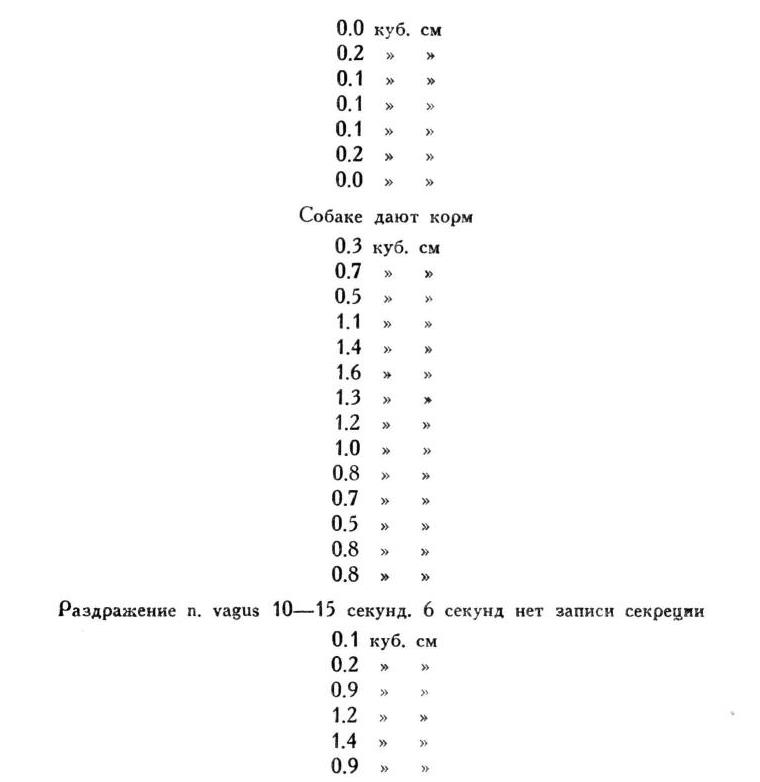 0.0 куб. см
0.2 » »
0.1 » »
0.1 » »
0.1 » »
0.2 » »
0.0 » »
Собаке дают корм
0.3 куб. см
0.7 » »
0.5 » »
1.1 » »
1.4 » »
1.6 » »
1.3 » »
1.2 » »
1.0 » »
0.8 » »
0.7 » »
0.5 » »
0.8 » »
0.8 » »
Раздражение n. vagus 10—15 секунд. 6 секунд нет записи секреции
0.1 куб. см
0.2 » »
0.9 » »
1.2 » »
1.4 » »
0.9 » »